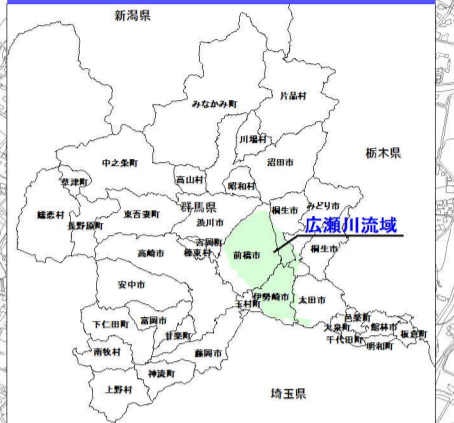 新潟県
みなかみ町
片品村
川場村
中之条町
沼田市
栃木県
草津町
高山村
昭和村
嬬恋村
長野原町
東吾妻町
群馬県
渋川市
桐生市
みどり市
広瀬川流域
吉岡町
榛東村
高崎市
前橋市
桐生市
安中市
玉村町
伊勢崎市
太田市
下仁田町
富岡市
甘楽町
邑楽町
大泉町
館林市
板倉町
千代田町
明和町
南牧村
藤岡市
神流町
上野村
埼玉県